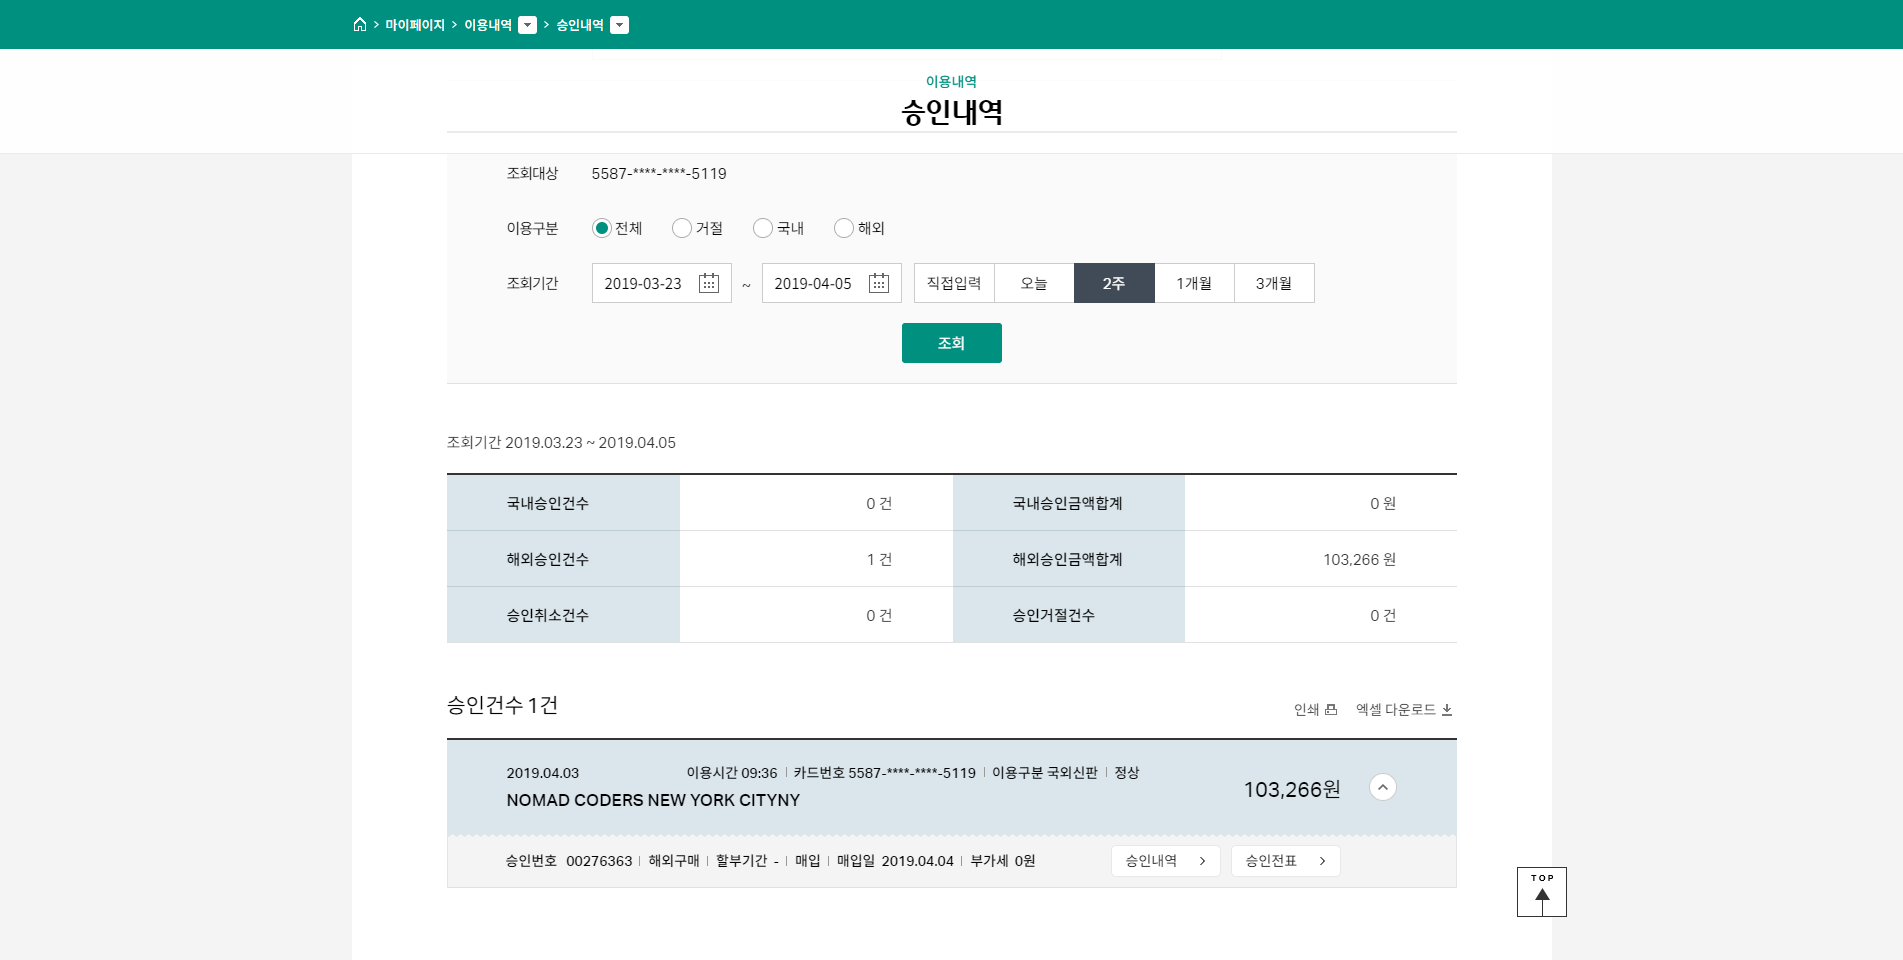 마이페이지 이용내역 승인내역
이용내역
승인내역
조회대상 5587-****-****-5119
이용구분 전체 거절 국내 해외
조회기간 2019-03-23 ~ 2019-04-05 직접입력 오늘 2주 1개월 3개월
조회
조회기간 2019.03.23 ~ 2019.04.05
국내승인건수 0 건 국내승인금액합계 0 원
해외승인건수 1 건 해외승인금액합계 103,266 원
승인취소건수 0 건 승인거절건수 0 건
승인건수 1건 인쇄 엑셀 다운로드
2019.04.03 이용시간 09:36 카드번호 5587-****-****-5119 이용구분 국외신판 정상
NOMAD CODERS NEW YORK CITYNY 103,266원
승인번호 00276363 해외구매 할부기간 - 매입 매입일 2019.04.04 부가세 0원 승인내역 승인전표
TOP